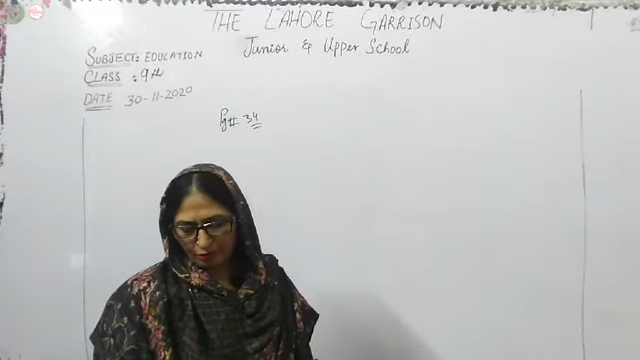 THE LAHORE GARRISON
Junior & Upper School
SUBJECT: EDUCATION
CLASS : 9th
DATE 30-11-2020
Pg# 34